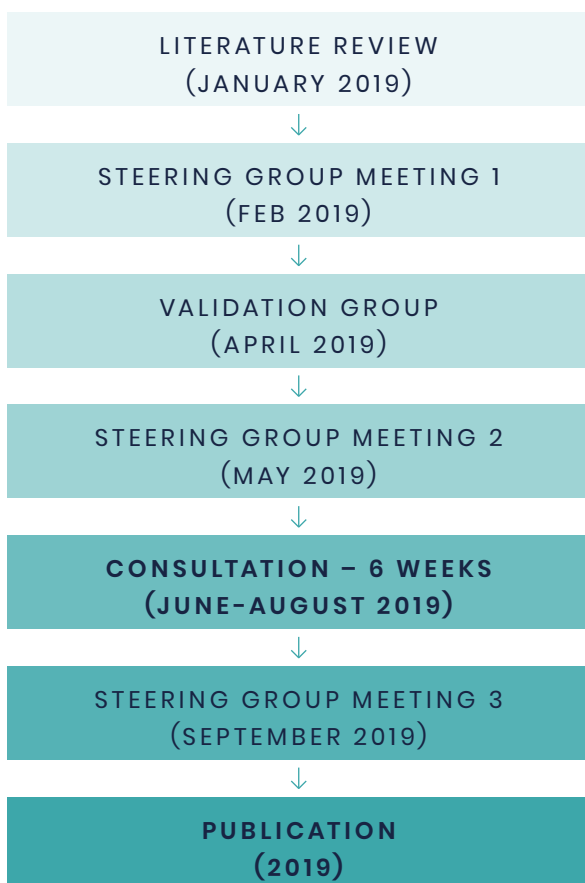 LITERATURE REVIEW
(JANUARY 2019)
STEERING GROUP MEETING 1
(FEB 2019)
VALIDATION GROUP
(APRIL 2019)
STEERING GROUP MEETING 2
(MAY 2019)
CONSULTATION – 6 WEEKS
(JUNE-AUGUST 2019)
STEERING GROUP MEETING 3
(SEPTEMBER 2019)
PUBLICATION
(2019)